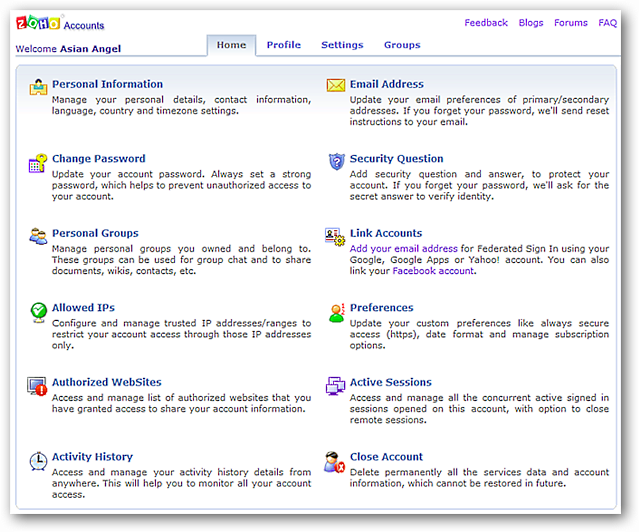 ZOHO Accounts
Feedback Blogs Forums FAQ
Welcome Asian Angel
Home Profile Settings Groups
Personal Information
Manage your personal details, contact information,
language, country and timezone settings.
Email Address
Update your email preferences of primary/secondary
addresses. If you forget your password, we'll send reset
instructions to your email.
Change Password
Update your account password. Always set a strong
password, which helps to prevent unauthorized access to
your account.
Security Question
Add security question and answer, to protect your
account. If you forget your password, we'll ask for the
secret answer to verify identity.
Personal Groups
Manage personal groups you owned and belong to.
These groups can be used for group chat and to share
documents, wikis, contacts, etc.
Link Accounts
Add your email address for Federated Sign In using your
Google, Google Apps or Yahoo! account. You can also
link your Facebook account.
Allowed IPs
Configure and manage trusted IP addresses/ranges to
restrict your account access through those IP addresses
only.
Preferences
Update your custom preferences like always secure
access (https), date format and manage subscription
options.
Authorized WebSites
Access and manage list of authorized websites that you
have granted access to share your account information.
Active Sessions
Access and manage all the concurrent active signed in
sessions opened on this account, with option to close
remote sessions.
Activity History
Access and manage your activity history details from
anywhere. This will help you to monitor all your account
access.
Close Account
Delete permanently all the services data and account
information, which cannot be restored in future.